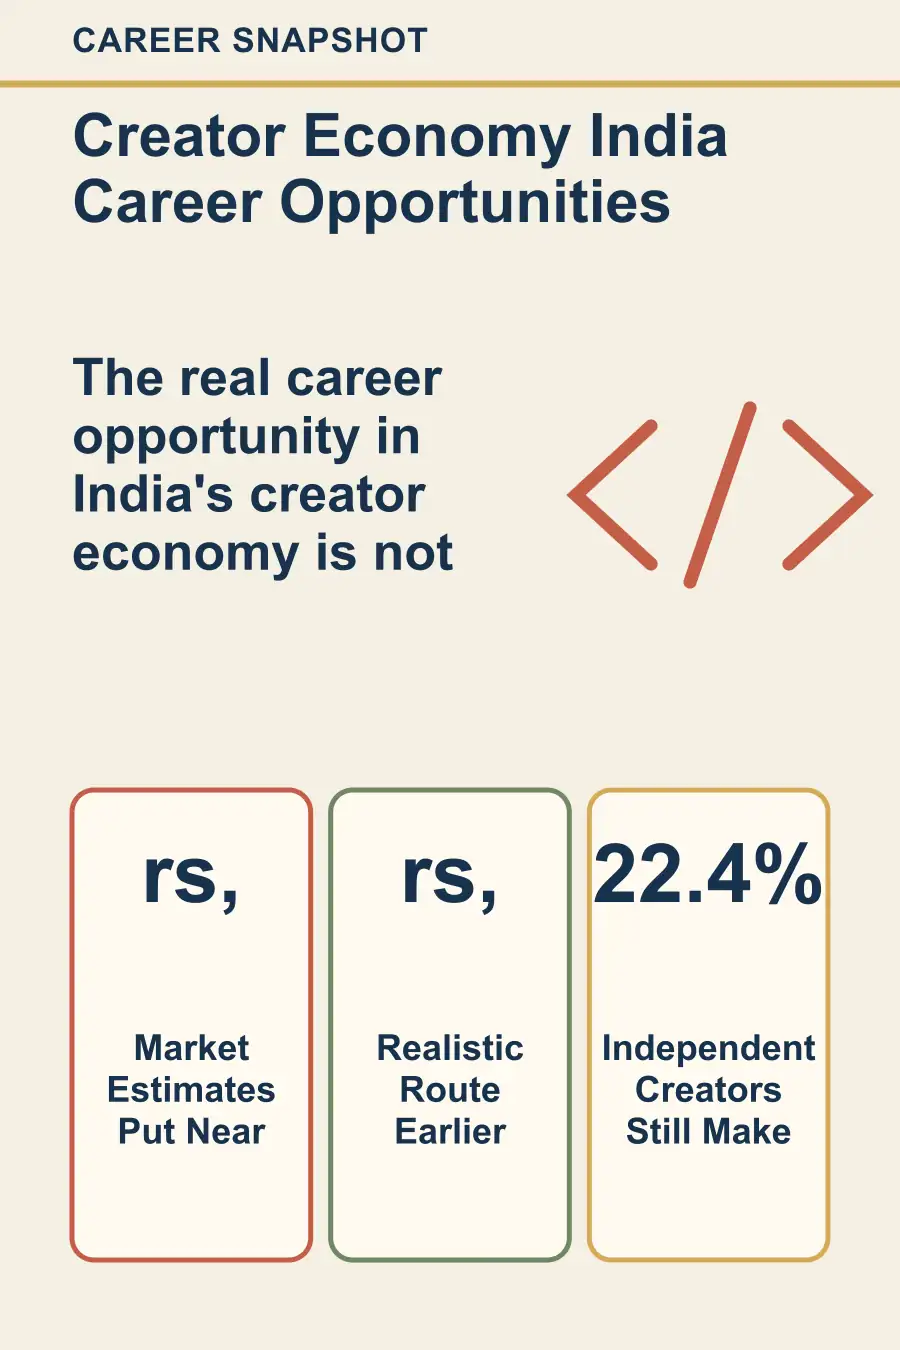 CAREER SNAPSHOT
Creator Economy India
Career Opportunities
The real career
opportunity in
India's creator
economy is not
</>
rs,
Market
Estimates
Put Near
rs,
Realistic
Route
Earlier
22.4%
Independent
Creators
Still Make